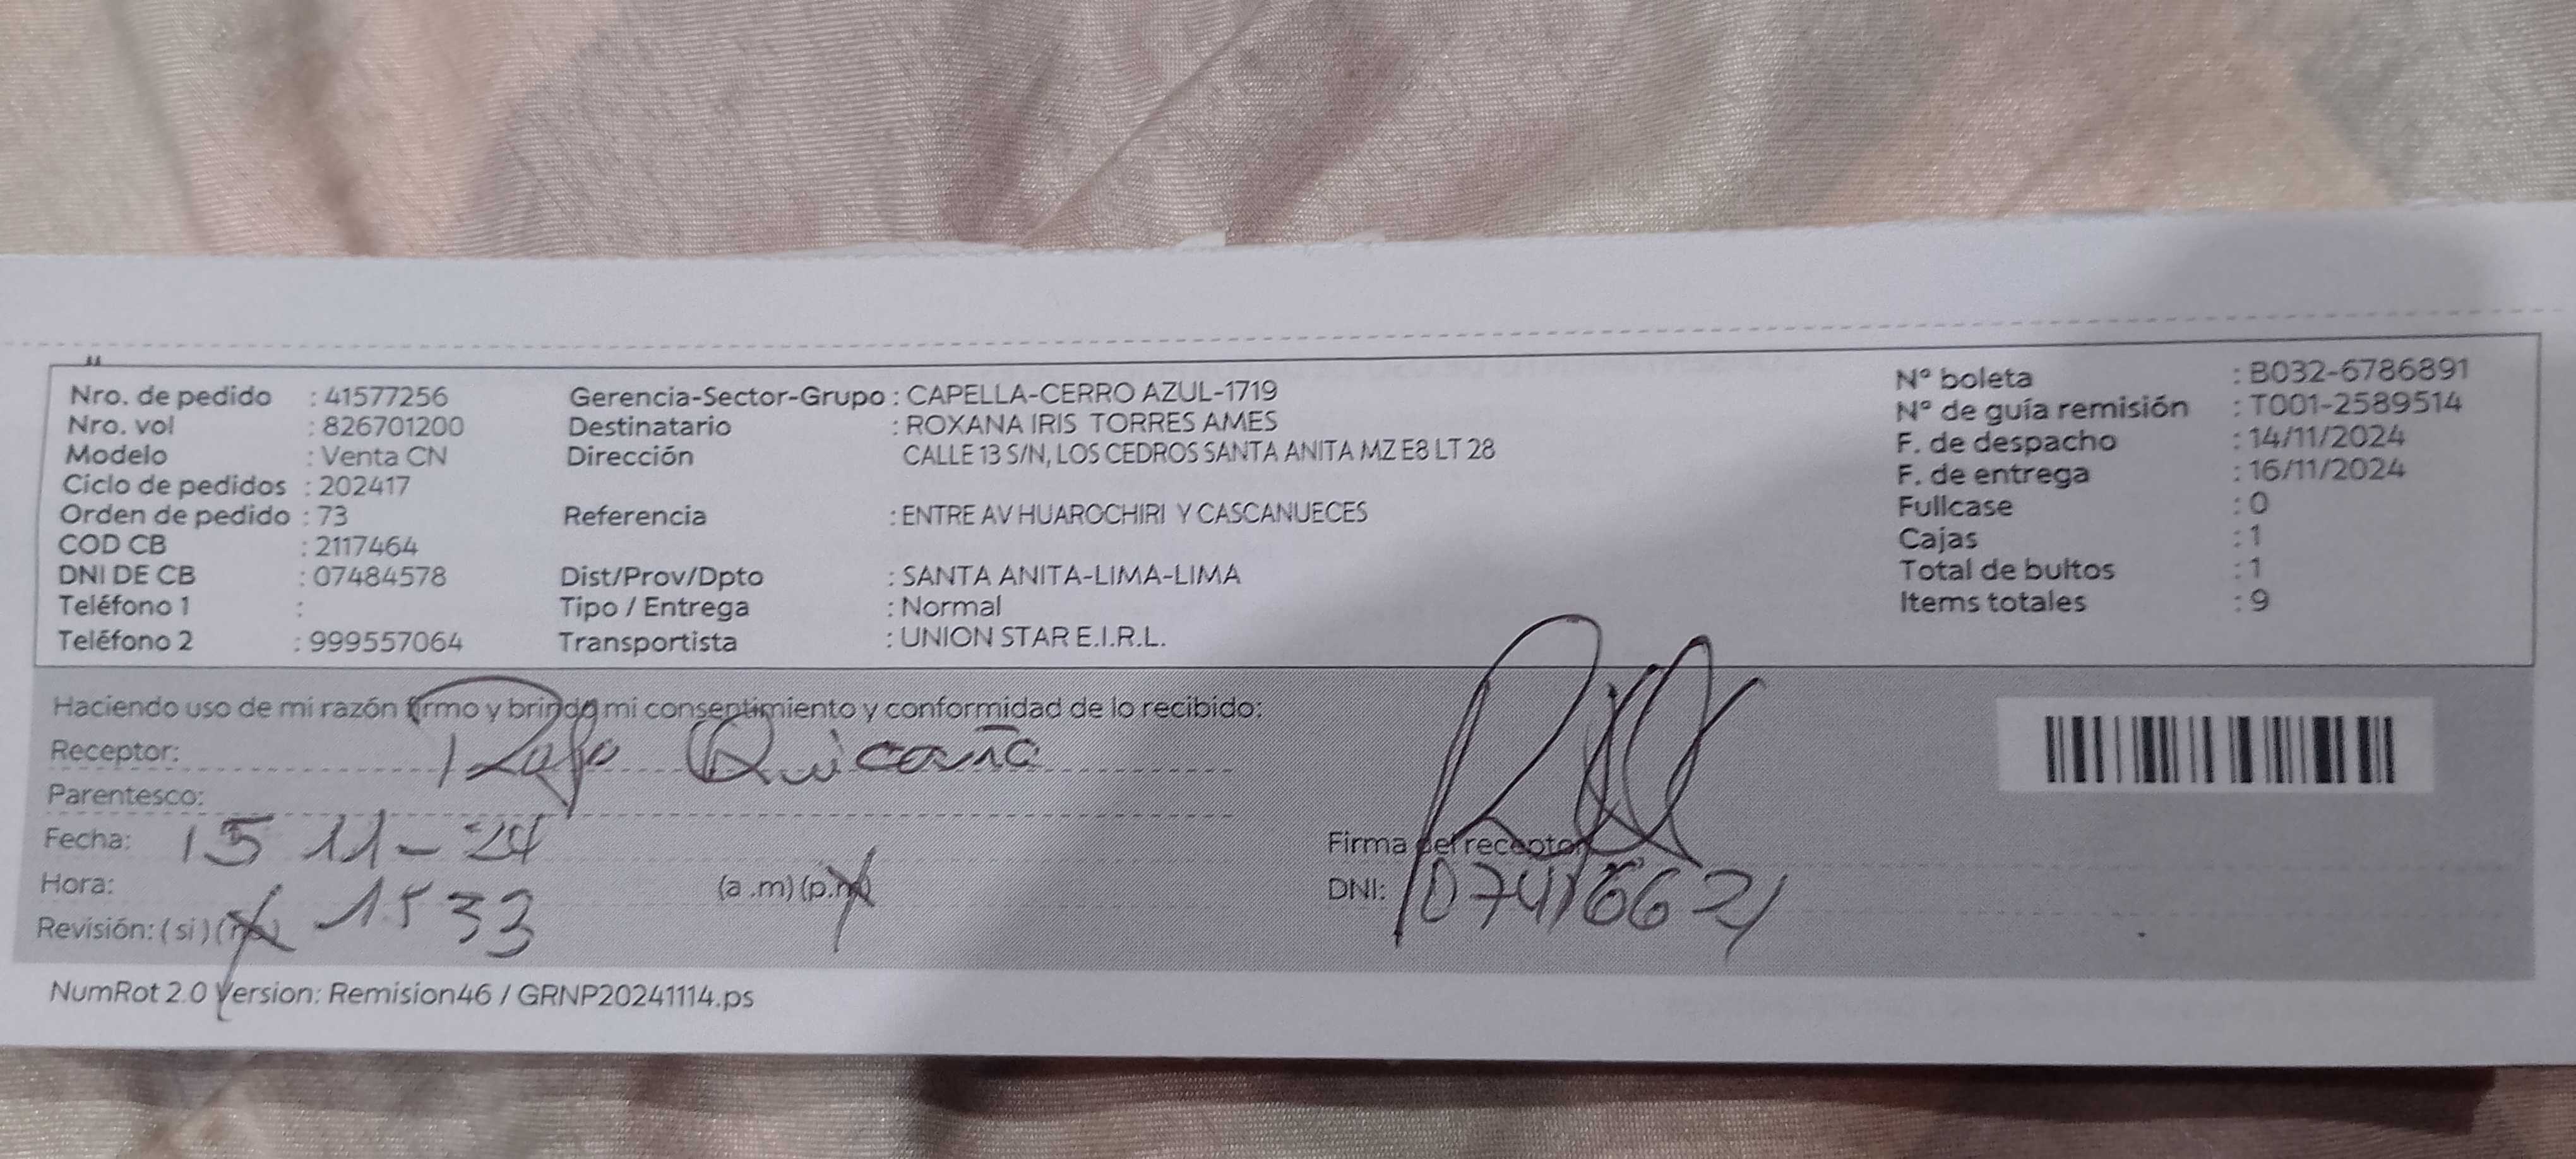 Nro. de pedido : 41577256
Nro. vol : 826701200
Modelo : Venta CN
Ciclo de pedidos : 202417
Orden de pedido : 73
COD CB : 2117464
DNI DE CB : 07484578
Teléfono 1 :
Teléfono 2 : 999557064
Gerencia-Sector-Grupo : CAPELLA-CERRO AZUL-1719
Destinatario : ROXANA IRIS TORRES AMES
Dirección CALLE 13 S/N, LOS CEDROS SANTA ANITA MZ E8 LT 28
Referencia : ENTRE AV HUAROCHIRI Y CASCANUECES
Dist/Prov/Dpto : SANTA ANITA-LIMA-LIMA
Tipo / Entrega : Normal
Transportista : UNION STAR E.I.R.L.
N° boleta : B032-6786891
N° de guía remisión : T001-2589514
F. de despacho : 14/11/2024
F. de entrega : 16/11/2024
Fullcase : 0
Cajas : 1
Total de bultos : 1
Items totales : 9
Haciendo uso de mi razón firmo y brindo mi consentimiento y conformidad de lo recibido:
Receptor: Rafo Quicaña
Parentesco:
Fecha: 15 11-24
Hora: (a .m) (p.m)
Revisión: ( si ) (no) 15 33
Firma del receptor
DNI:
NumRot 2.0 Version: Remision46 / GRNP20241114.ps